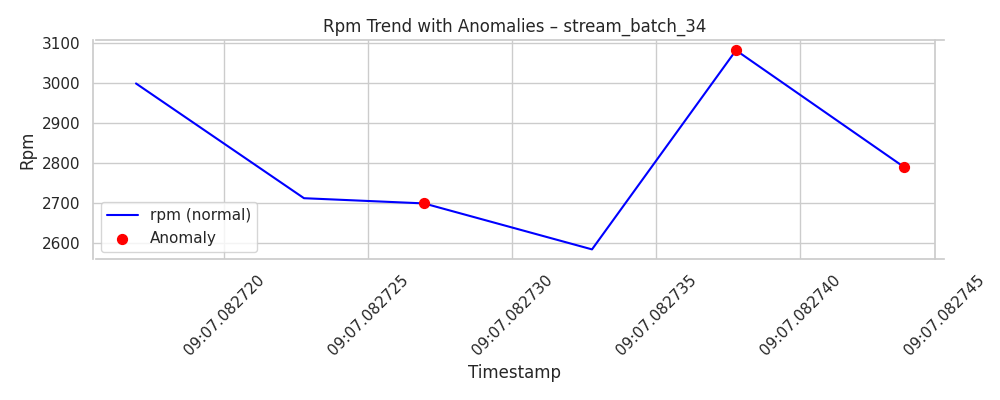 Rpm Trend with Anomalies – stream_batch_34
3100
3000
2900
2800
2700
2600
Rpm
rpm (normal)
Anomaly
09:07.082720
09:07.082725
09:07.082730
09:07.082735
09:07.082740
09:07.082745
Timestamp